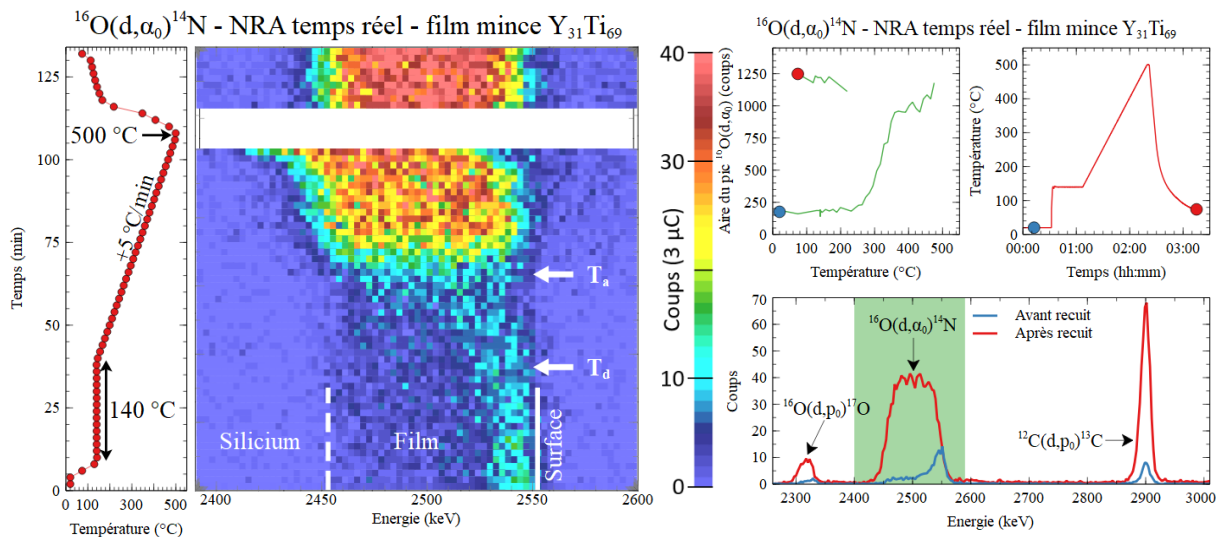 ¹⁶O(d,α₀)¹⁴N - NRA temps réel - film mince Y₃₁Ti₆₉
Temps (min)
0
25
50
75
100
125
0
100
300
500
Température (°C)
500 °C
+5 °C/min
140 °C
Tₐ
T_d
Silicium
Film
Surface
2400
2450
2500
2550
2600
Energie (keV)
40
30
20
10
0
Coups (3 μC)
¹⁶O(d,α₀)¹⁴N - NRA temps réel - film mince Y₃₁Ti₆₉
Aire du pic ¹⁶O(d,α₀) (coups)
1250
1000
750
500
250
0
0
100
200
300
400
500
Température (°C)
Température (°C)
500
400
300
200
100
0
00:00
01:00
02:00
03:00
Temps (hh:mm)
Coups
70
60
50
40
30
20
10
0
¹⁶O(d,α₀)¹⁴N
Avant recuit
Après recuit
¹⁶O(d,p₀)¹⁷O
¹²C(d,p₀)¹³C
2300
2400
2500
2600
2700
2800
2900
3000
Energie (keV)